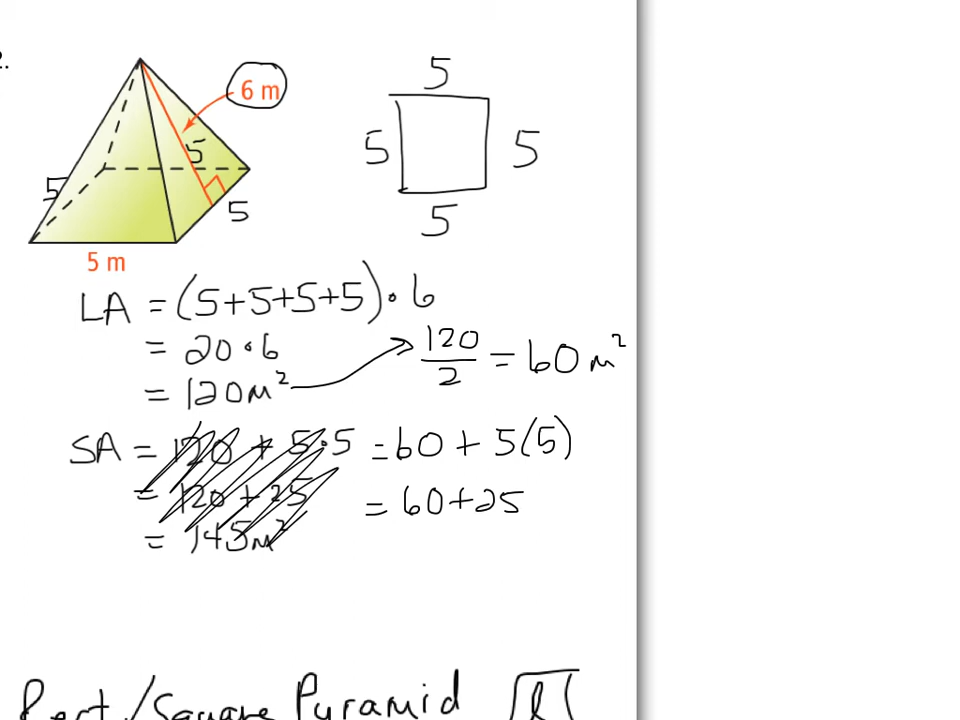 2.
6 m
5
5
5
5 m
5
5
5
5
LA = (5+5+5+5)·6
= 20·6
= 120m²
120/2 = 60m²
SA = 120 + 5·5 = 60 + 5(5)
= 120 + 25 = 60+25
= 145m²
Rect/Square Pyramid